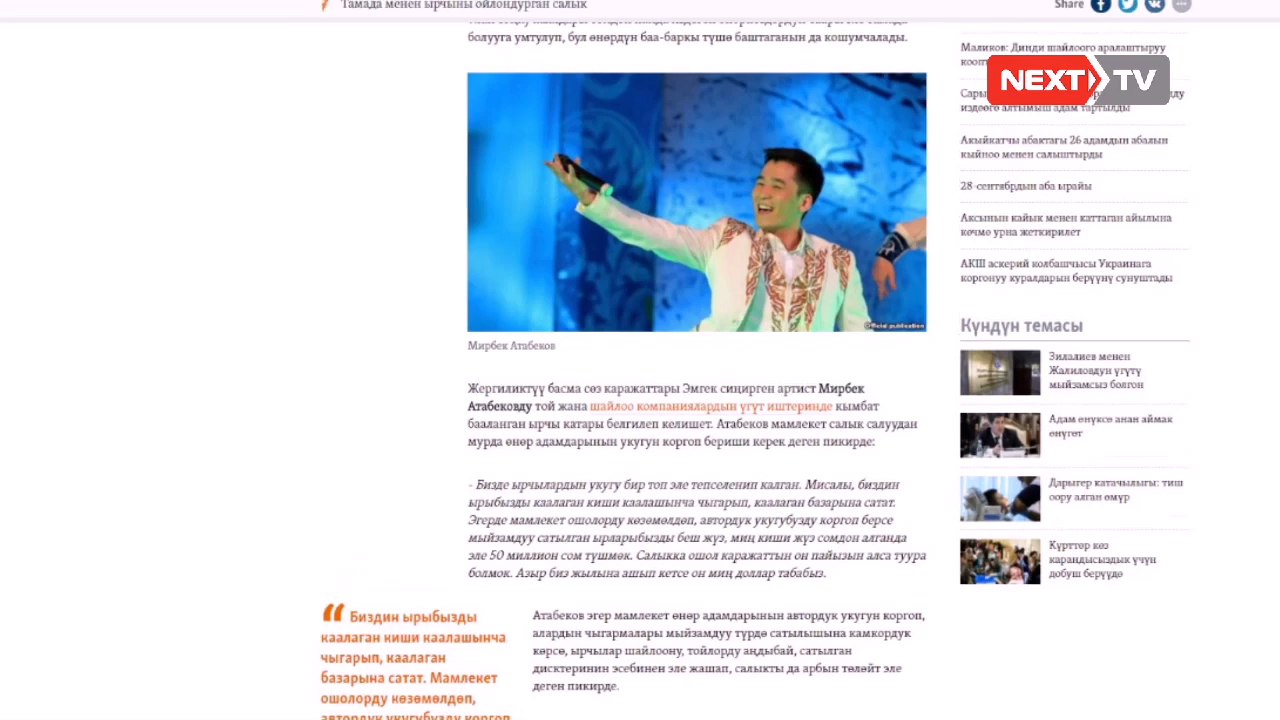 Тамада менен ырчыны ойлондурган салык
Share
болууга умтулуп, бул өнөрдүн баа-баркы түшө баштаганын да кошумчалады.
Official publication
Мирбек Атабеков
Жергиликтүү басма сөз каражаттары Эмгек сиңирген артист Мирбек
Атабековду той жана шайлоо компаниялардын үгүт иштеринде кымбат
бааланган ырчы катары белгилеп келишет. Атабеков мамлекет салык салуудан
мурда өнөр адамдарынын укугун коргоп бериши керек деген пикирде:
- Бизде ырчылардын укугу бир топ эле тепселенип калган. Мисалы, биздин
ырыбызды каалаган киши каалашынча чыгарып, каалаган базарына сатат.
Эгерде мамлекет ошолорду көзөмөлдөп, автордук укугубузду коргоп берсе
мыйзамдуу сатылган ырларыбызды беш жүз, миң киши жүз сомдон алганда
эле 50 миллион сом түшмөк. Салыкка ошол каражаттын он пайызын алса туура
болмок. Азыр биз жылына ашып кетсе он миң доллар табабыз.
“ Биздин ырыбызды
каалаган киши каалашынча
чыгарып, каалаган
базарына сатат. Мамлекет
ошолорду көзөмөлдөп,
автордук укугубузду коргоп
Атабеков эгер мамлекет өнөр адамдарынын автордук укугун коргоп,
алардын чыгармалары мыйзамдуу түрдө сатылышына камкордук
көрсө, ырчылар шайлоону, тойлорду аңдыбай, сатылган
дисктеринин эсебинен эле жашап, салыкты да арбын төлөйт эле
деген пикирде.
NEXT TV
Маликов: Динди шайлоого аралаштыруу
издөөгө алтымыш адам тартылды
Акыйкатчы абактагы 26 адамдын абалын
кыйноо менен салыштырды
28-сентябрдын аба ырайы
Аксынын кайык менен каттаган айылына
көчмө урна жеткирилет
АКШ аскерий колбашчысы Украинага
коргонуу куралдарын берүүнү сунуштады
Күндүн темасы
Зилалиев менен
Жалиловдун үгүтү
мыйзамсыз болгон
Адам өнүксө анан аймак
өнүгөт
Дарыгер катачылыгы: тиш
оору алган өмүр
Күрттөр көз
карандысыздык үчүн
добуш берүүдө